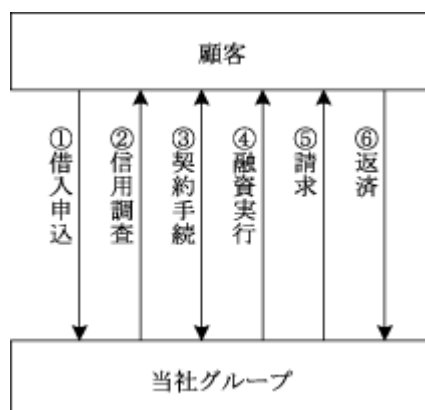 顧客
①借入申込
②信用調査
③契約手続
④融資実行
⑤請求
⑥返済
当社グループ